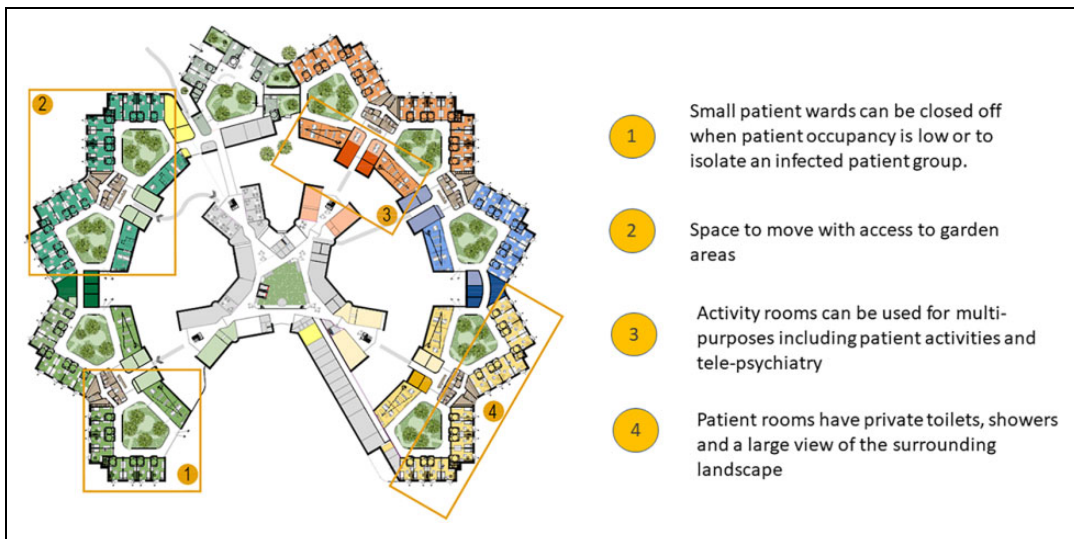 2
3
4
1
1
Small patient wards can be closed off
when patient occupancy is low or to
isolate an infected patient group.
2
Space to move with access to garden
areas
3
Activity rooms can be used for multi-
purposes including patient activities and
tele-psychiatry
4
Patient rooms have private toilets, showers
and a large view of the surrounding
landscape